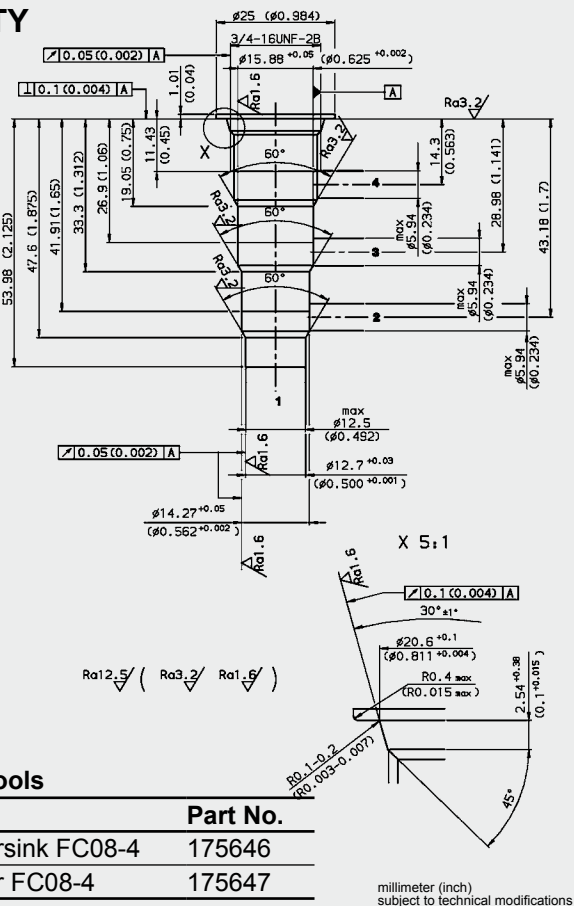 TY
ø25 (ø0.984)
3/4-16UNF-2B
ø15.88 +0.05 (ø0.625 +0.002)
0.05(0.002) A
⊥ 0.1(0.004) A
A
1.01 (0.04)
Ra1.6
Ra3.2
Ra3.2
X
11.43 (0.45)
19.05 (0.75)
26.9 (1.06)
33.3 (1.312)
41.91 (1.65)
47.6 (1.875)
53.98 (2.125)
60°
60°
60°
Ra3.2
Ra3.2
14.3 (0.563)
28.98 (1.141)
43.18 (1.7)
4
3
2
1
max ø5.94 (ø0.234)
max ø5.94 (ø0.234)
max ø5.94 (ø0.234)
max
ø12.5
(ø0.492)
0.05(0.002) A
Ra1.6
ø12.7 +0.03
(ø0.500 +0.001)
ø14.27 +0.05
(ø0.562 +0.002)
Ra1.6
X 5:1
Ra1.6
0.1(0.004) A
30° ±1°
ø20.6 +0.1
(ø0.811 +0.004)
R0.4 max
(R0.015 max)
2.54 +0.38
(0.1 +0.015)
R0.1-0.2
(R0.003-0.007)
45°
Ra12.5 ( Ra3.2 Ra1.6 )
ools
Part No.
rsink FC08-4 175646
r FC08-4 175647
millimeter (inch)
subject to technical modifications